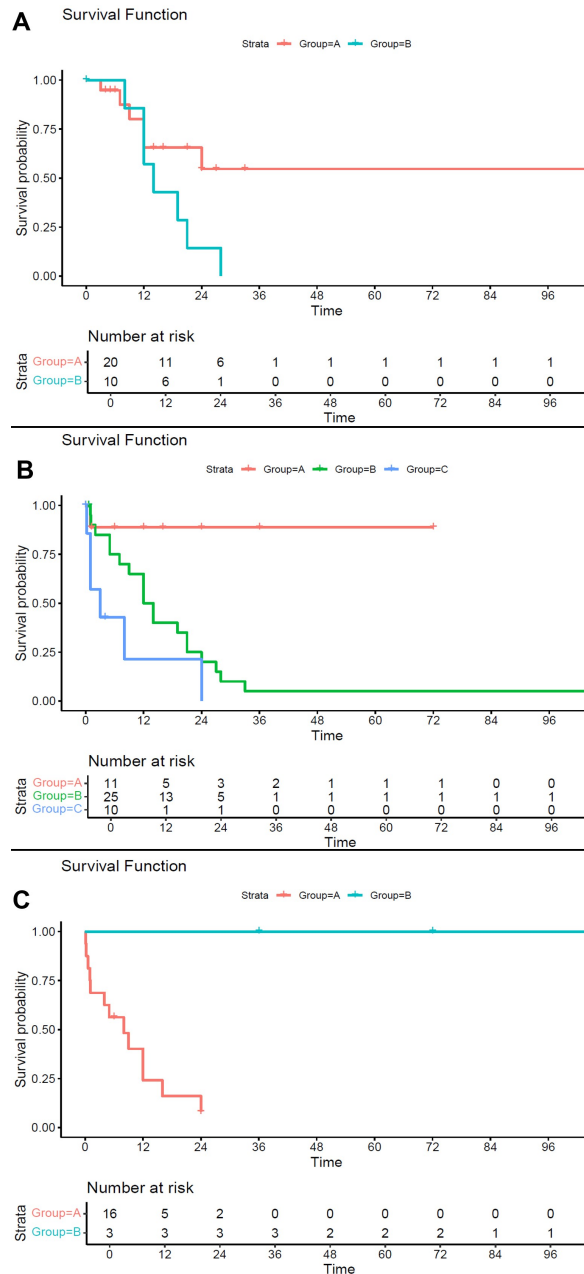 A
Survival Function
Strata Group=A Group=B
1.00
0.75
0.50
0.25
0.00
Survival probability
0 12 24 36 48 60 72 84 96
Time
Number at risk
Strata
Group=A 20 11 6 1 1 1 1 1 1
Group=B 10 6 1 0 0 0 0 0 0
0 12 24 36 48 60 72 84 96
Time
Survival Function
B
Strata Group=A Group=B Group=C
1.00
0.75
0.50
0.25
0.00
Survival probability
0 12 24 36 48 60 72 84 96
Time
Number at risk
Strata
Group=A 11 5 3 2 1 1 1 0 0
Group=B 25 13 5 1 1 1 1 1 1
Group=C 10 1 1 0 0 0 0 0 0
0 12 24 36 48 60 72 84 96
Time
Survival Function
C
Strata Group=A Group=B
1.00
0.75
0.50
0.25
0.00
Survival probability
0 12 24 36 48 60 72 84 96
Time
Number at risk
Strata
Group=A 16 5 2 0 0 0 0 0 0
Group=B 3 3 3 3 2 2 2 1 1
0 12 24 36 48 60 72 84 96
Time